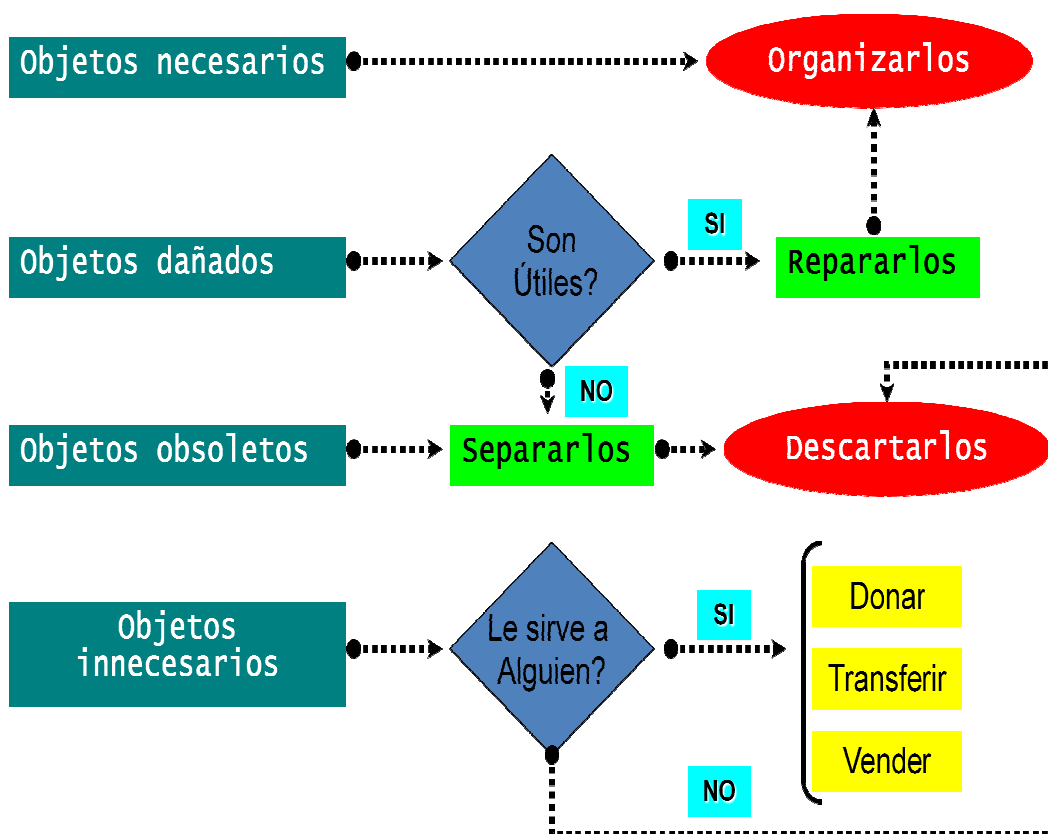 Objetos necesarios
Organizarlos
Objetos dañados
Son
Útiles?
SI
Repararlos
NO
Objetos obsoletos
Separarlos
Descartarlos
Objetos
innecesarios
Le sirve a
Alguien?
SI
Donar
Transferir
Vender
NO